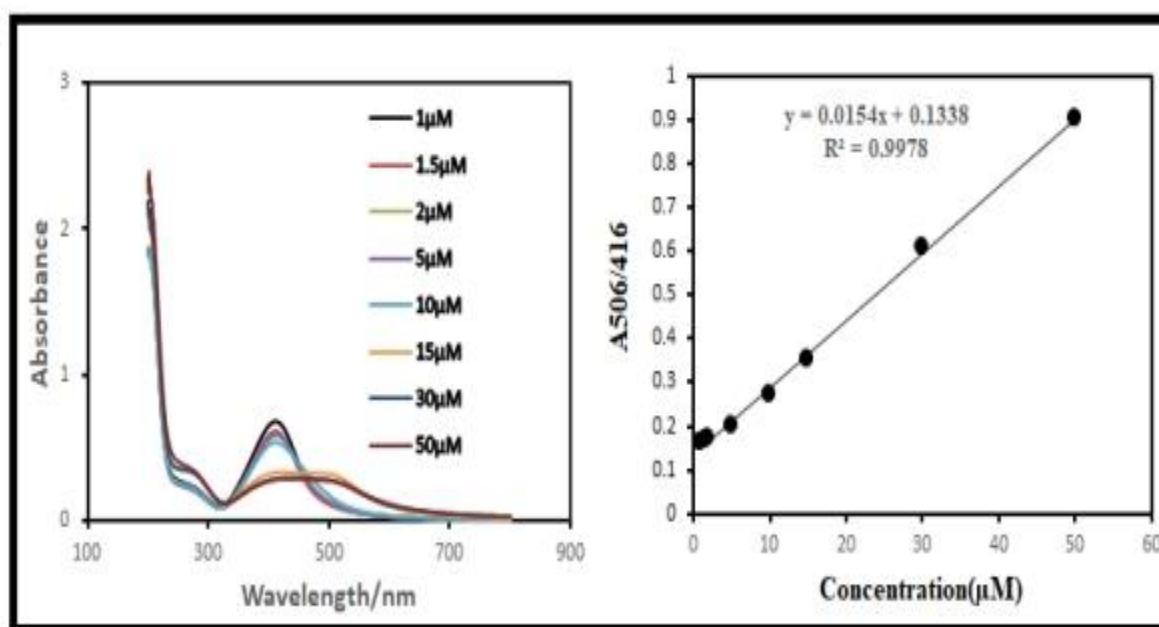 3
2
1
0
Absorbance
100
300
500
700
900
Wavelength/nm
1µM
1.5µM
2µM
5µM
10µM
15µM
30µM
50µM
1
0.9
0.8
0.7
0.6
0.5
0.4
0.3
0.2
0.1
0
A506/416
y = 0.0154x + 0.1338
R² = 0.9978
0
10
20
30
40
50
60
Concentration(µM)